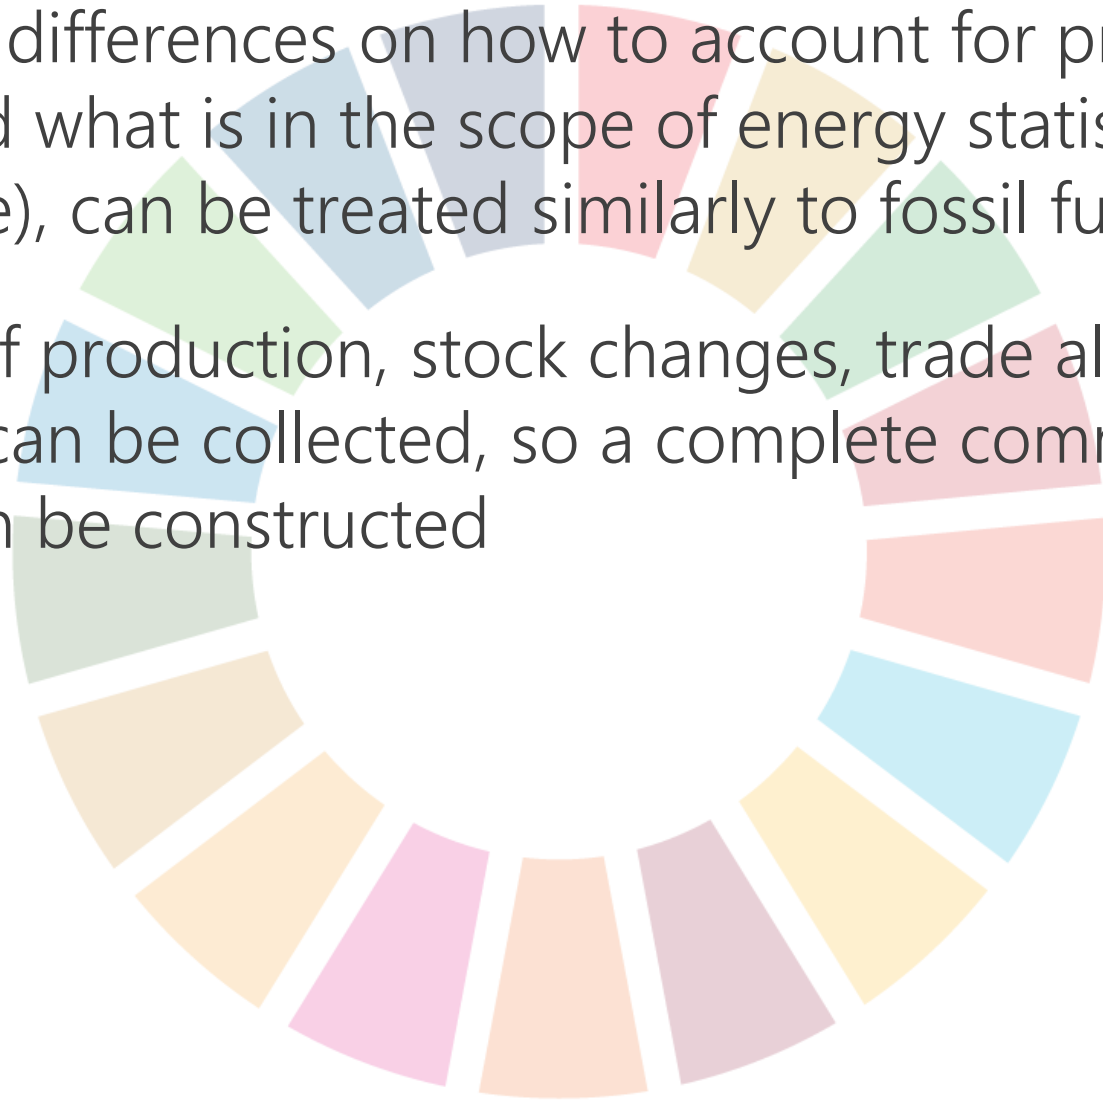 differences on how to account for pr
d what is in the scope of energy statis
e), can be treated similarly to fossil fu
f production, stock changes, trade al
can be collected, so a complete com
n be constructed